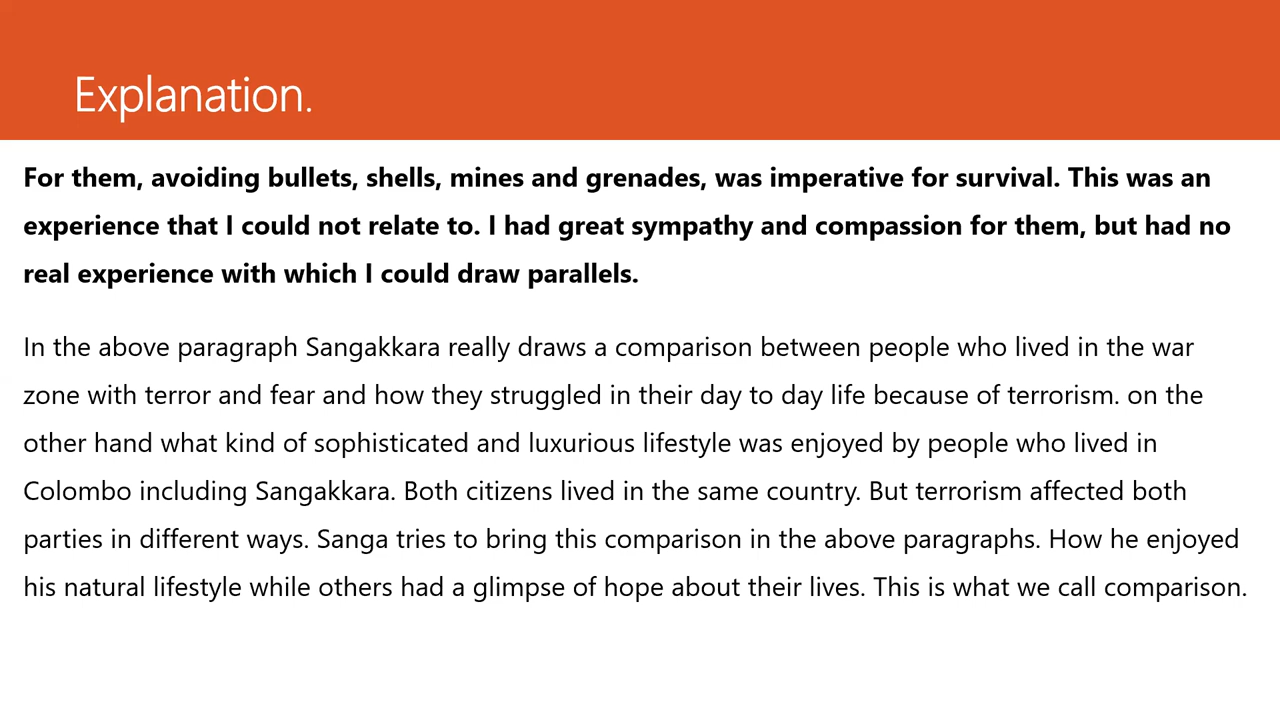 Explanation.
For them, avoiding bullets, shells, mines and grenades, was imperative for survival. This was an
experience that I could not relate to. I had great sympathy and compassion for them, but had no
real experience with which I could draw parallels.
In the above paragraph Sangakkara really draws a comparison between people who lived in the war
zone with terror and fear and how they struggled in their day to day life because of terrorism. on the
other hand what kind of sophisticated and luxurious lifestyle was enjoyed by people who lived in
Colombo including Sangakkara. Both citizens lived in the same country. But terrorism affected both
parties in different ways. Sanga tries to bring this comparison in the above paragraphs. How he enjoyed
his natural lifestyle while others had a glimpse of hope about their lives. This is what we call comparison.